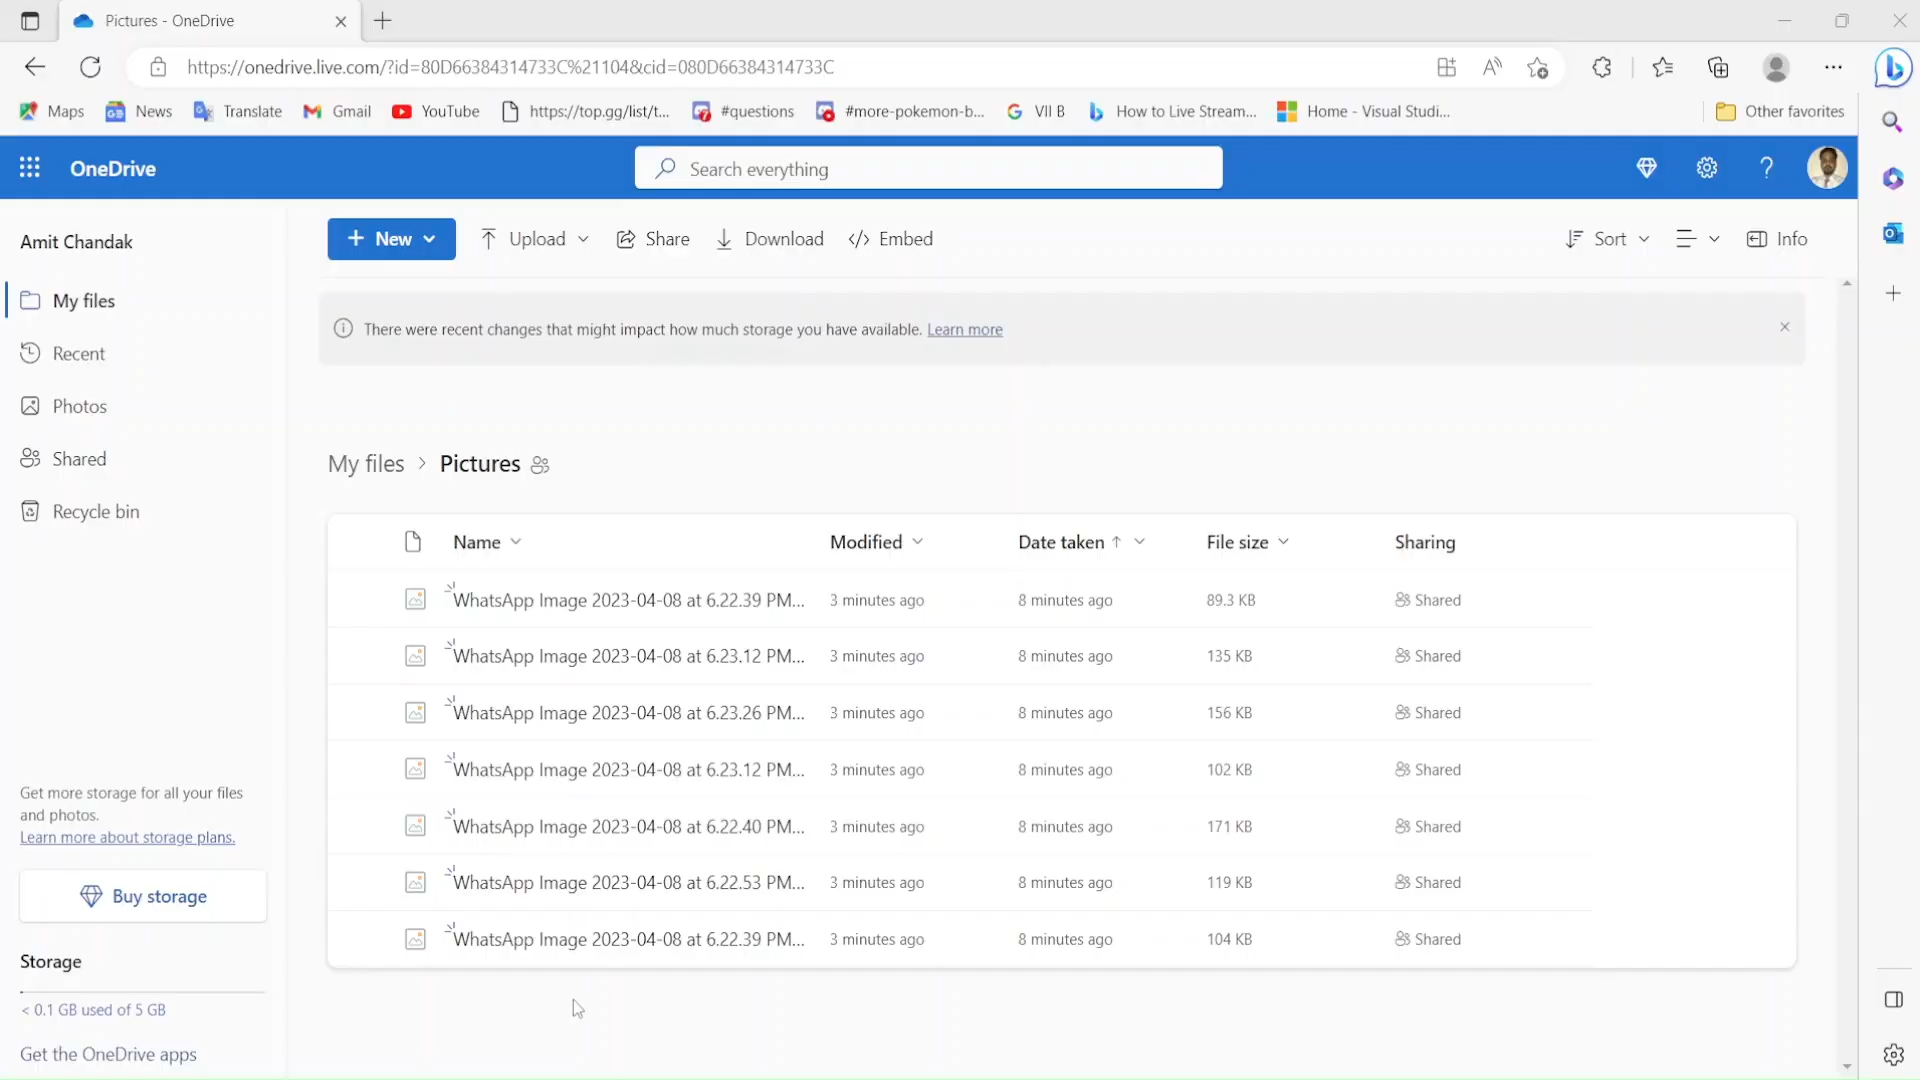 Pictures - OneDrive
https://onedrive.live.com/?id=80D66384314733C%21104&cid=080D66384314733C
Maps News Translate Gmail YouTube https://top.gg/list/t... #questions #more-pokemon-b... VII B How to Live Stream... Home - Visual Studi... Other favorites
OneDrive Search everything
Amit Chandak
My files
Recent
Photos
Shared
Recycle bin
Get more storage for all your files
and photos.
Learn more about storage plans.
Buy storage
Storage
< 0.1 GB used of 5 GB
Get the OneDrive apps
New Upload Share Download </> Embed Sort Info
There were recent changes that might impact how much storage you have available. Learn more
My files > Pictures
Name Modified Date taken ↑ File size Sharing
WhatsApp Image 2023-04-08 at 6.22.39 PM... 3 minutes ago 8 minutes ago 89.3 KB Shared
WhatsApp Image 2023-04-08 at 6.23.12 PM... 3 minutes ago 8 minutes ago 135 KB Shared
WhatsApp Image 2023-04-08 at 6.23.26 PM... 3 minutes ago 8 minutes ago 156 KB Shared
WhatsApp Image 2023-04-08 at 6.23.12 PM... 3 minutes ago 8 minutes ago 102 KB Shared
WhatsApp Image 2023-04-08 at 6.22.40 PM... 3 minutes ago 8 minutes ago 171 KB Shared
WhatsApp Image 2023-04-08 at 6.22.53 PM... 3 minutes ago 8 minutes ago 119 KB Shared
WhatsApp Image 2023-04-08 at 6.22.39 PM... 3 minutes ago 8 minutes ago 104 KB Shared